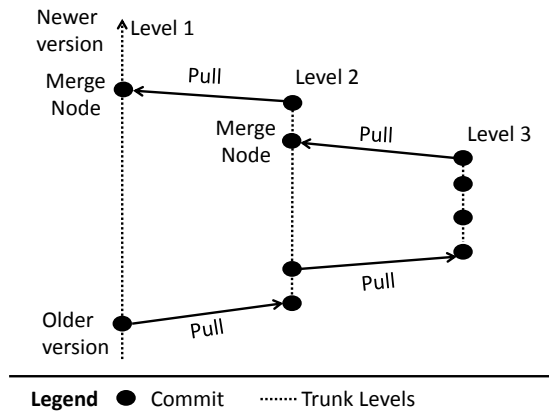 Newer
version
Level 1
Merge
Node
Pull
Level 2
Merge
Node
Pull
Level 3
Pull
Older
version
Pull
Legend
Commit
Trunk Levels